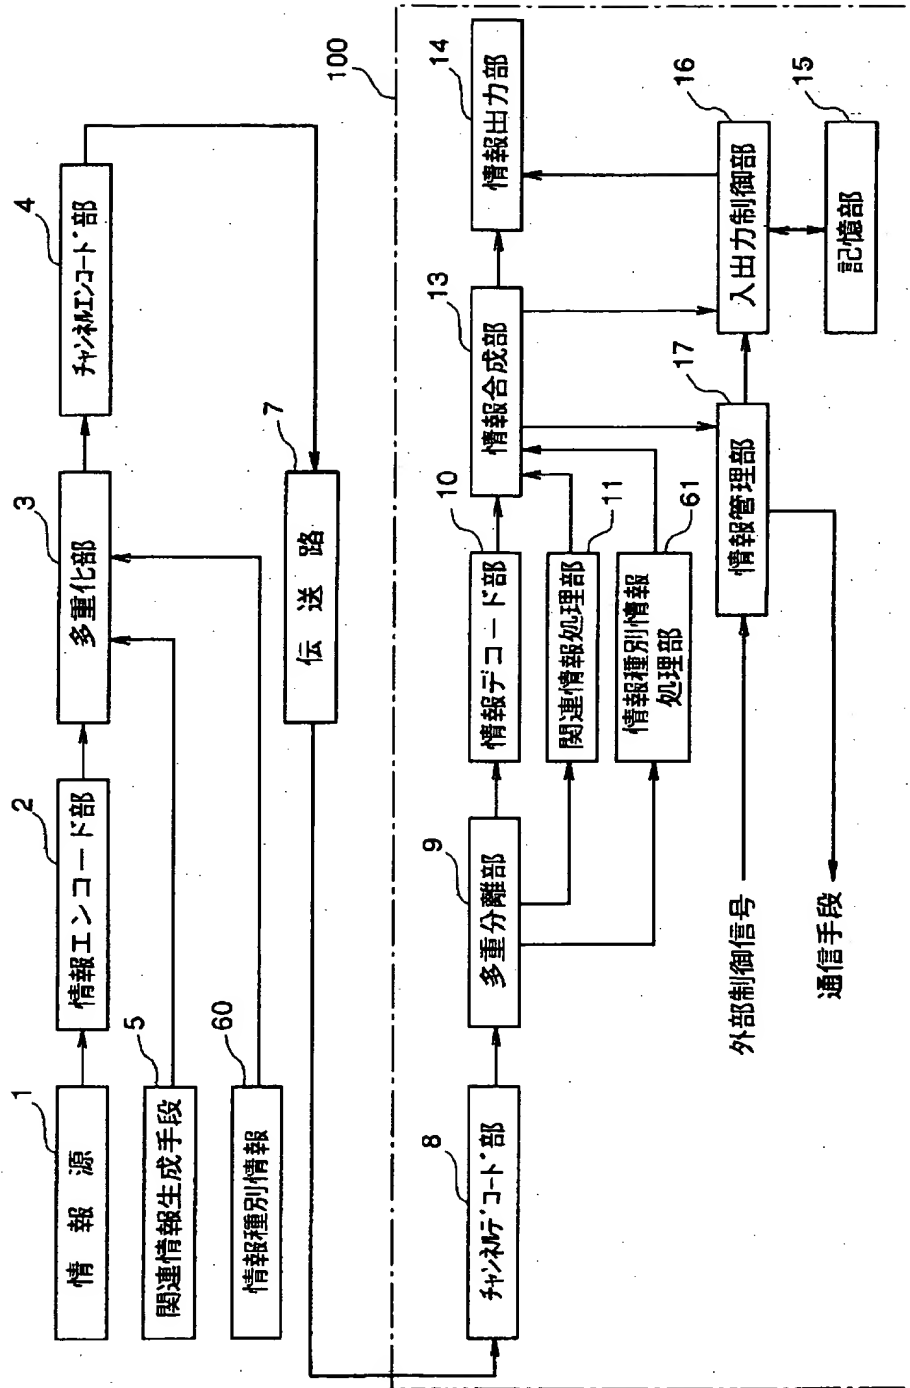 1
情報源
2
情報エンコード部
3
多重化部
4
チャンネルエンコード部
5
関連情報生成手段
60
情報種別情報
7
伝送路
100
8
チャンネルデコード部
9
多重分離部
10
情報デコード部
11
関連情報処理部
61
情報種別情報
処理部
13
情報合成部
14
情報出力部
16
入出力制御部
15
記憶部
17
情報管理部
外部制御信号
通信手段